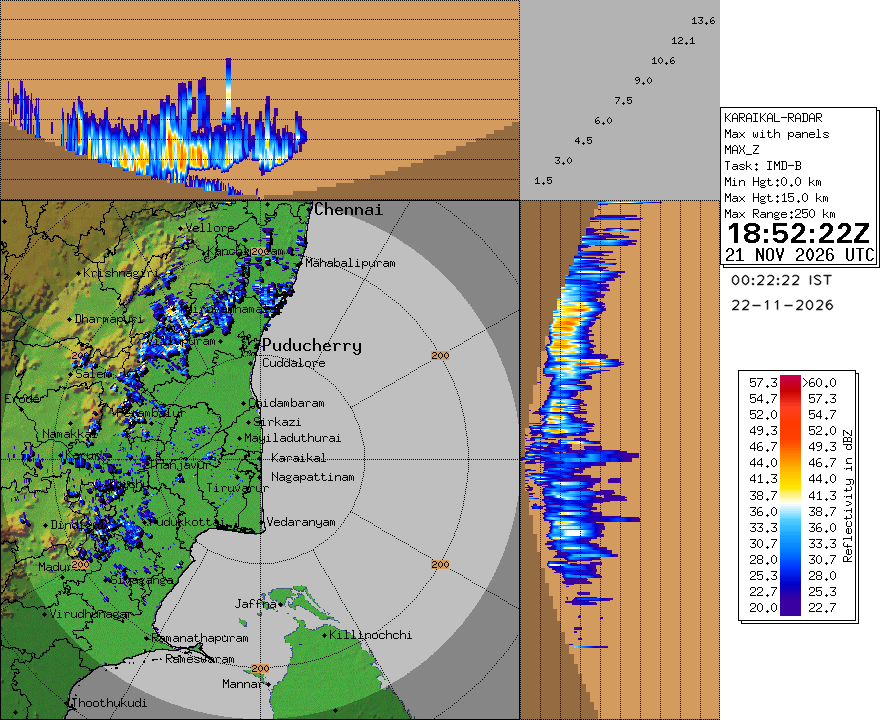 13.6
12.1
10.6
9.0
7.5
6.0
4.5
3.0
1.5
KARAIKAL-RADAR
Max with panels
MAX_Z
Task: IMD-B
Min Hgt:0.0 km
Max Hgt:15.0 km
Max Range:250 km
18:52:22Z
21 NOV 2026 UTC
00:22:22 IST
22-11-2026
Chennai
Vellore
200
Mahabalipuram
Krishnagiri
Dharmapuri
Villupuram
Puducherry
200
200
Cuddalore
Salem
Erode
Chidambaram
Perambalur
Sirkazi
Namakkal
Mayiladuthurai
Karur
Thanjavur
Karaikal
Nagapattinam
Tiruvarur
Pudukkottai
Vedaranyam
200
200
Sivaganga
Jaffna
Virudhunagar
Killinochchi
Ramanathapuram
Rameswaram
200
Mannar
Thoothukudi
57.3 >60.0
54.7 57.3
52.0 54.7
49.3 52.0
46.7 49.3
44.0 46.7
41.3 44.0
38.7 41.3
36.0 38.7
33.3 36.0
30.7 33.3
28.0 30.7
25.3 28.0
22.7 25.3
20.0 22.7
Reflectivity in dBZ